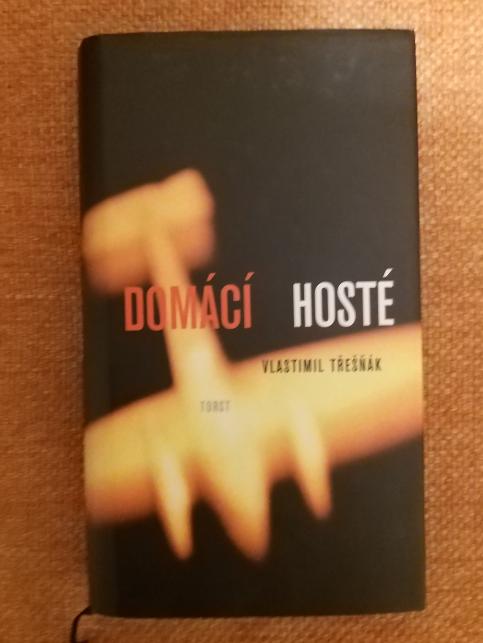 DOMÁCÍ HOSTÉ
VLASTIMIL TŘEŠŇÁK
TORST